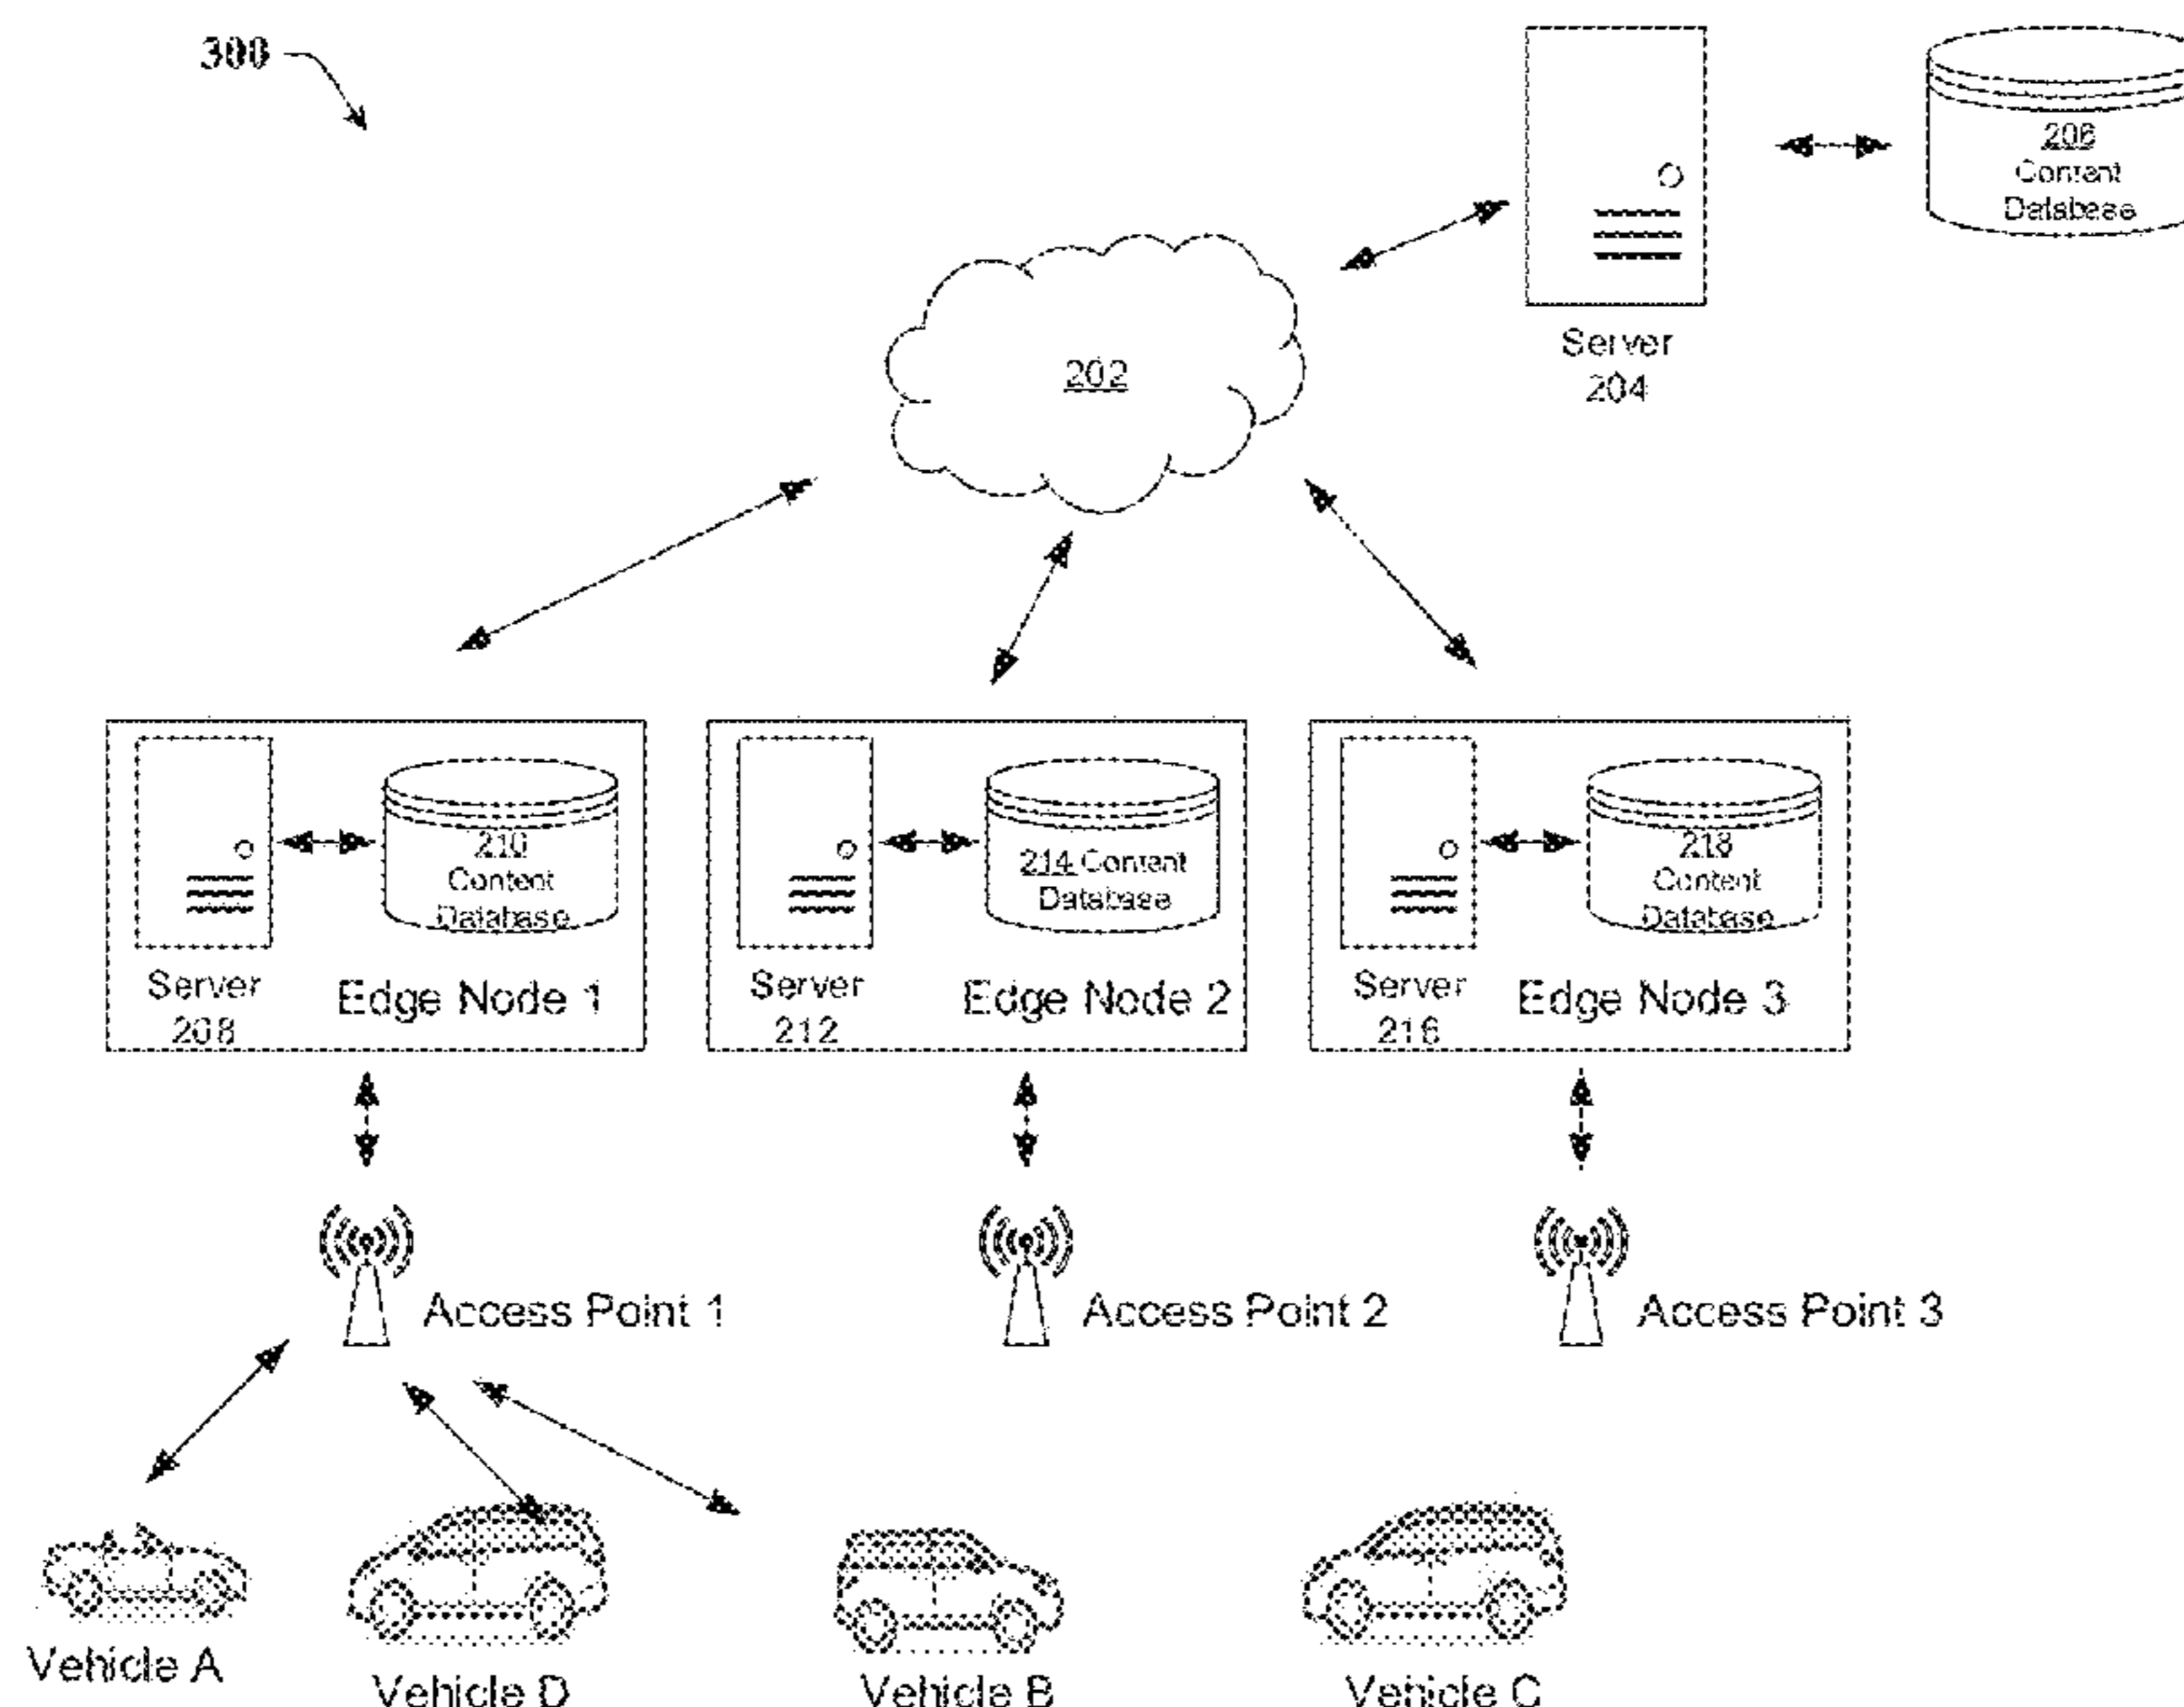 300
206
Content
Database
Server
204
202
210
Content
Database
Server
208
Edge Node 1
214 Content
Database
Server
212
Edge Node 2
218
Content
Database
Server
216
Edge Node 3
Access Point 1
Access Point 2
Access Point 3
Vehicle A
Vehicle D
Vehicle B
Vehicle C